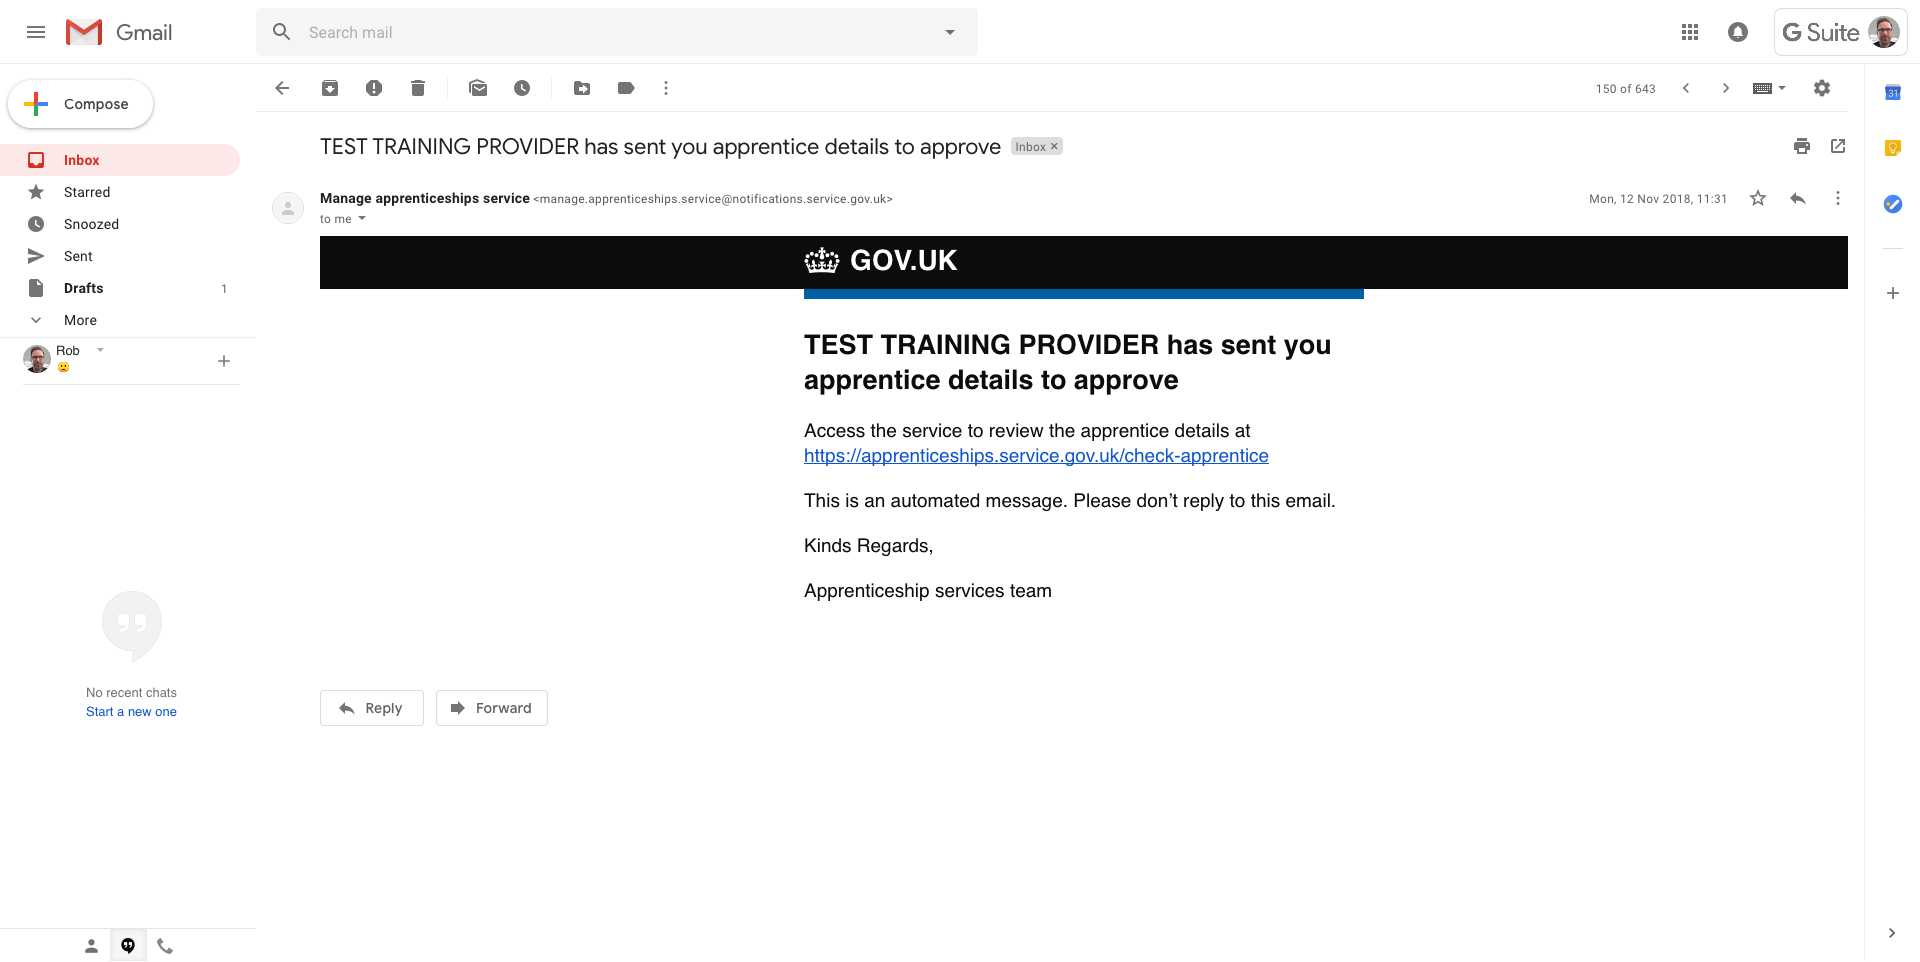 Gmail
Search mail
G Suite
Compose
150 of 643
31
Inbox
Starred
Snoozed
Sent
Drafts 1
More
Rob
TEST TRAINING PROVIDER has sent you apprentice details to approve Inbox ×
Manage apprenticeships service <manage.apprenticeships.service@notifications.service.gov.uk>
Mon, 12 Nov 2018, 11:31
to me
GOV.UK
TEST TRAINING PROVIDER has sent you
apprentice details to approve
Access the service to review the apprentice details at
https://apprenticeships.service.gov.uk/check-apprentice
This is an automated message. Please don’t reply to this email.
Kinds Regards,
Apprenticeship services team
No recent chats
Start a new one
Reply
Forward